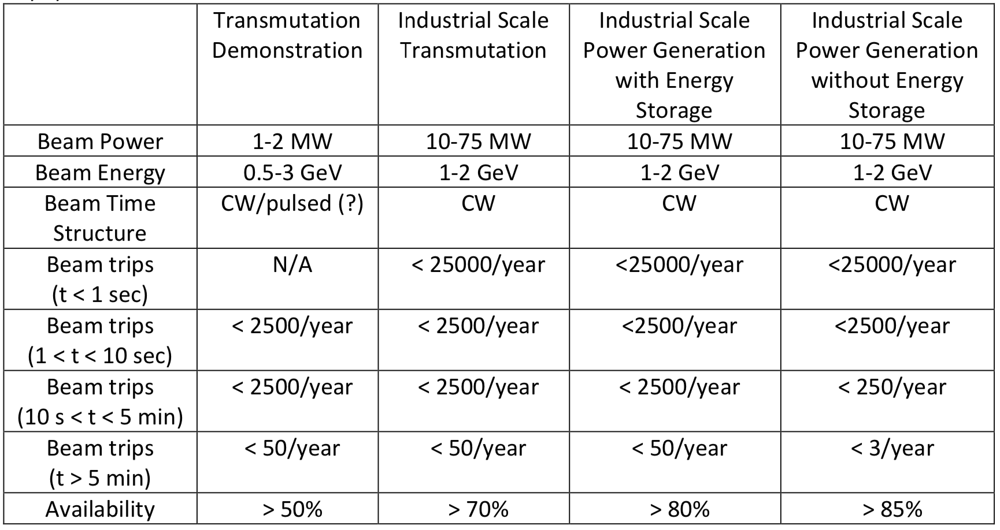 Transmutation
Demonstration
Industrial Scale
Transmutation
Industrial Scale
Power Generation
with Energy
Storage
Industrial Scale
Power Generation
without Energy
Storage
Beam Power
1-2 MW
10-75 MW
10-75 MW
10-75 MW
Beam Energy
0.5-3 GeV
1-2 GeV
1-2 GeV
1-2 GeV
Beam Time
Structure
CW/pulsed (?)
CW
CW
CW
Beam trips
(t < 1 sec)
N/A
< 25000/year
<25000/year
<25000/year
Beam trips
(1 < t < 10 sec)
< 2500/year
< 2500/year
<2500/year
<2500/year
Beam trips
(10 s < t < 5 min)
< 2500/year
< 2500/year
< 2500/year
< 250/year
Beam trips
(t > 5 min)
< 50/year
< 50/year
< 50/year
< 3/year
Availability
> 50%
> 70%
> 80%
> 85%